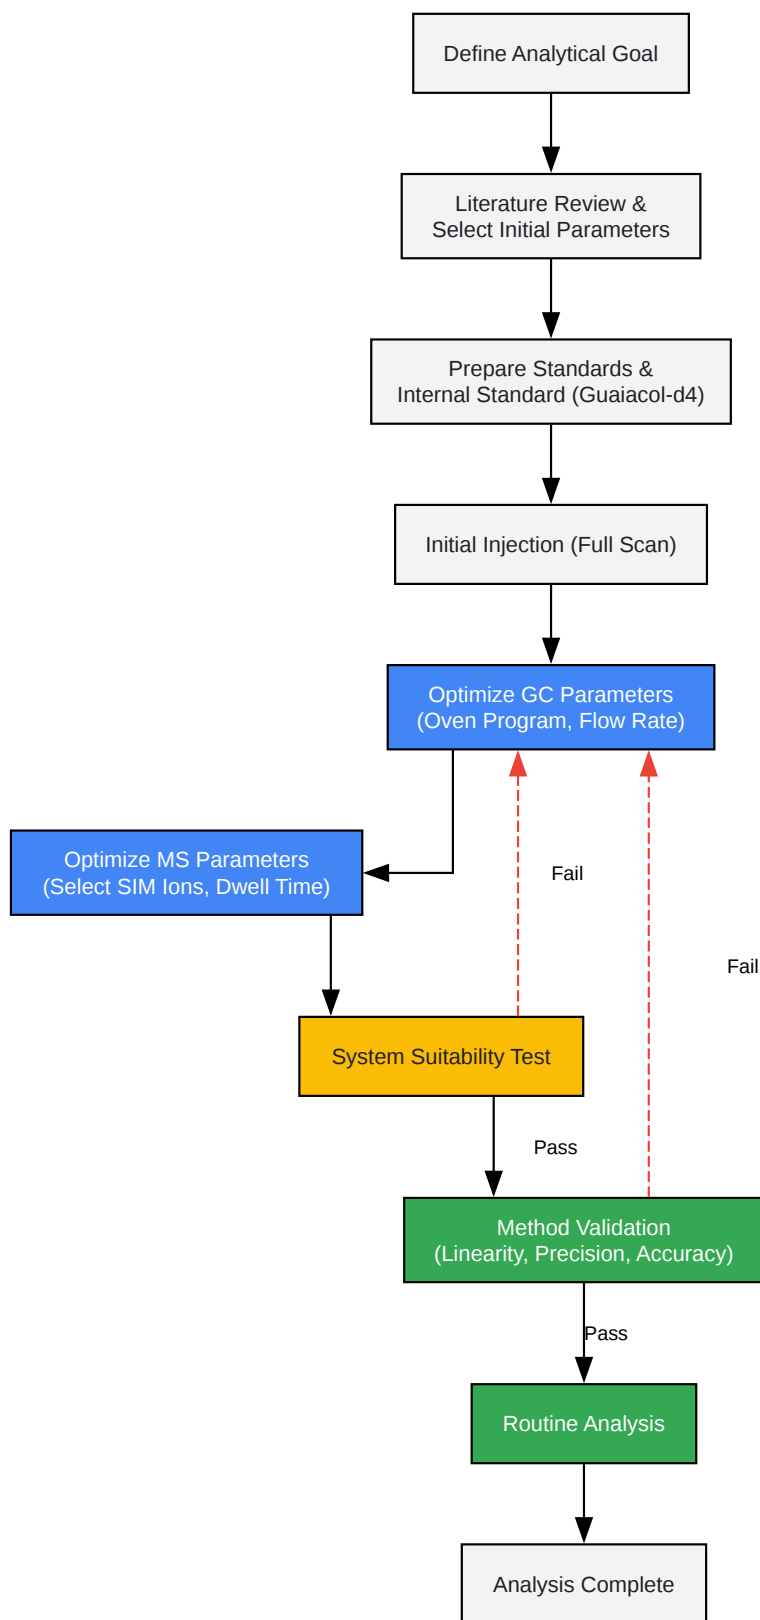 Define Analytical Goal
Literature Review &
Select Initial Parameters
Prepare Standards &
Internal Standard (Guaiacol-d4)
Initial Injection (Full Scan)
Optimize GC Parameters
(Oven Program, Flow Rate)
Optimize MS Parameters
(Select SIM Ions, Dwell Time)
Fail
Fail
System Suitability Test
Pass
Method Validation
(Linearity, Precision, Accuracy)
Pass
Routine Analysis
Analysis Complete